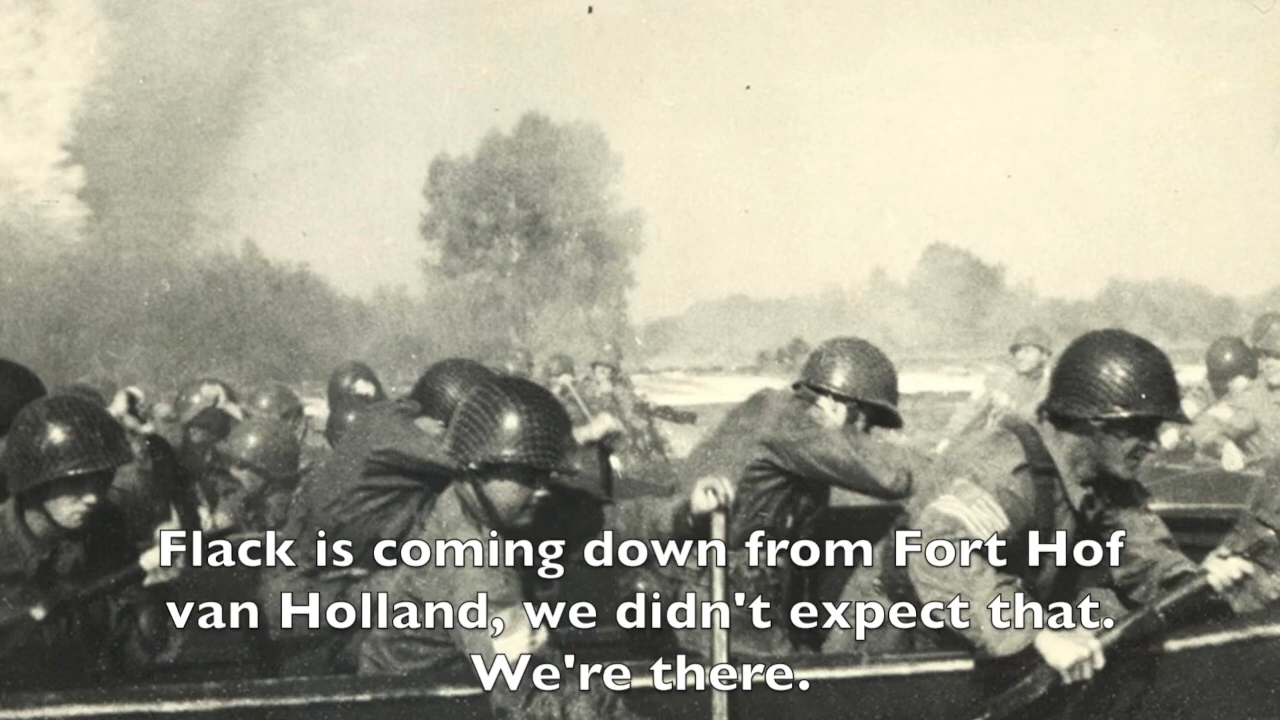 Flack is coming down from Fort Hof
van Holland, we didn't expect that.
We're there.